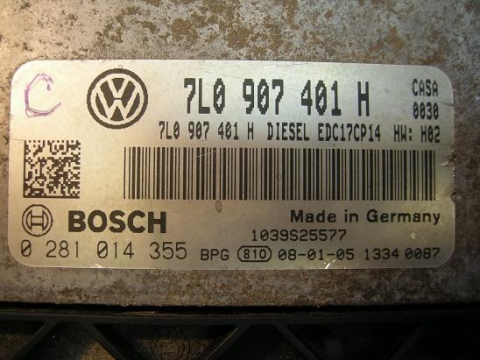 C
7L0 907 401 H
CASA
0030
7L0 907 401 H DIESEL EDC17CP14 HW: H02
BOSCH
Made in Germany
1039S25577
0 281 014 355 BPG 810 08-01-05 1334 0087